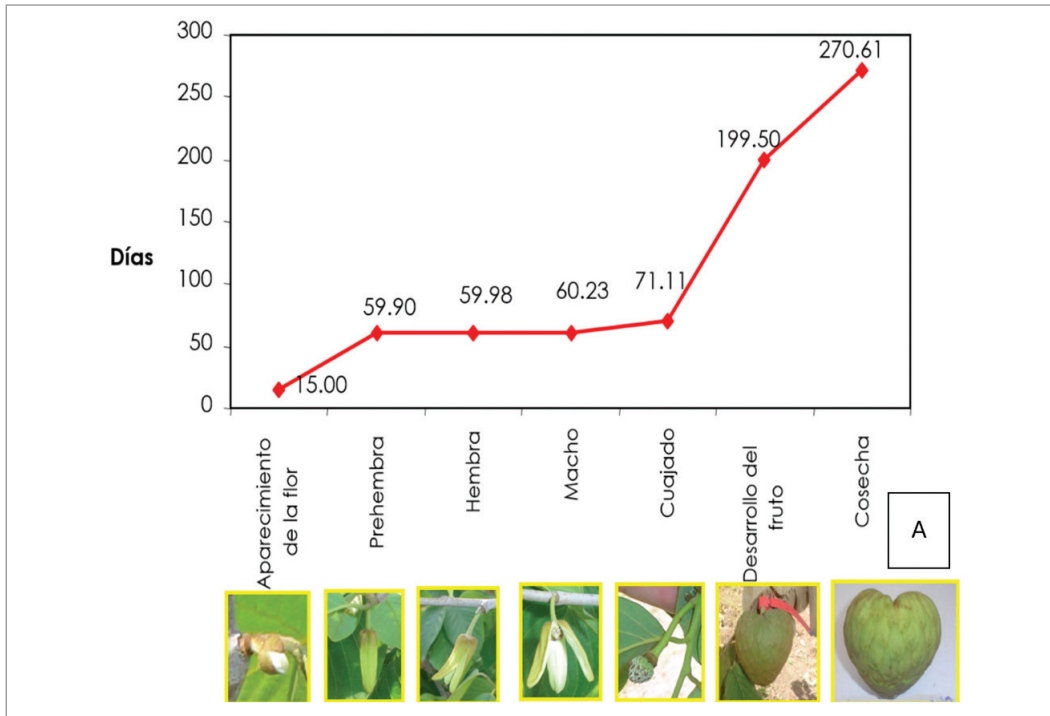 300
250
200
150
100
50
0
Días
15.00
59.90
59.98
60.23
71.11
199.50
270.61
Aparecimiento
de la flor
Prehembra
Hembra
Macho
Cuajado
Desarrollo del
fruto
Cosecha
A